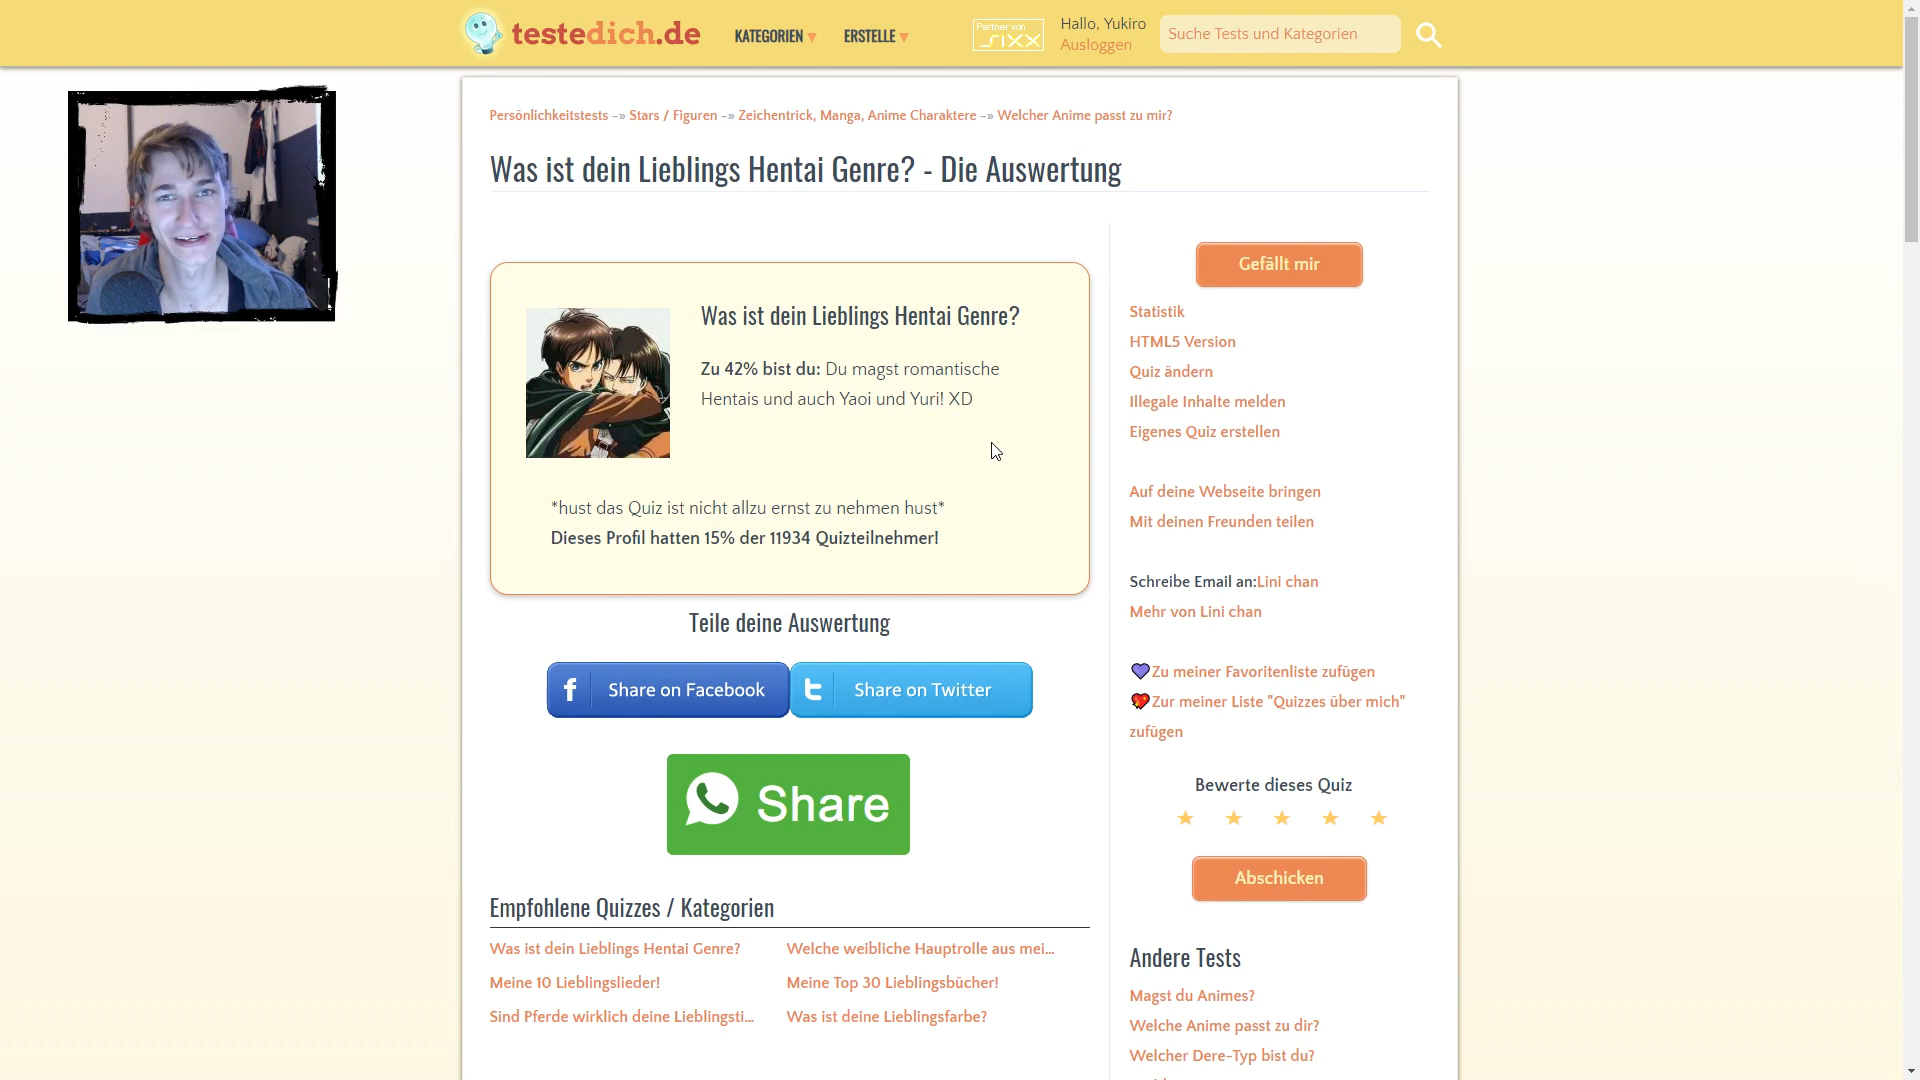 testedich.de
KATEGORIEN ▼
ERSTELLE ▼
Partner von
sixx
Hallo, Yukiro
Ausloggen
Suche Tests und Kategorien
Persönlichkeitstests -» Stars / Figuren -» Zeichentrick, Manga, Anime Charaktere -» Welcher Anime passt zu mir?
Was ist dein Lieblings Hentai Genre? - Die Auswertung
Was ist dein Lieblings Hentai Genre?
Zu 42% bist du: Du magst romantische
Hentais und auch Yaoi und Yuri! XD
*hust das Quiz ist nicht allzu ernst zu nehmen hust*
Dieses Profil hatten 15% der 11934 Quizteilnehmer!
Teile deine Auswertung
Share on Facebook
Share on Twitter
Share
Empfohlene Quizzes / Kategorien
Was ist dein Lieblings Hentai Genre?
Welche weibliche Hauptrolle aus mei...
Meine 10 Lieblingslieder!
Meine Top 30 Lieblingsbücher!
Sind Pferde wirklich deine Lieblingsti...
Was ist deine Lieblingsfarbe?
Gefällt mir
Statistik
HTML5 Version
Quiz ändern
Illegale Inhalte melden
Eigenes Quiz erstellen
Auf deine Webseite bringen
Mit deinen Freunden teilen
Schreibe Email an:Lini chan
Mehr von Lini chan
Zu meiner Favoritenliste zufügen
Zur meiner Liste "Quizzes über mich"
zufügen
Bewerte dieses Quiz
Abschicken
Andere Tests
Magst du Animes?
Welche Anime passt zu dir?
Welcher Dere-Typ bist du?